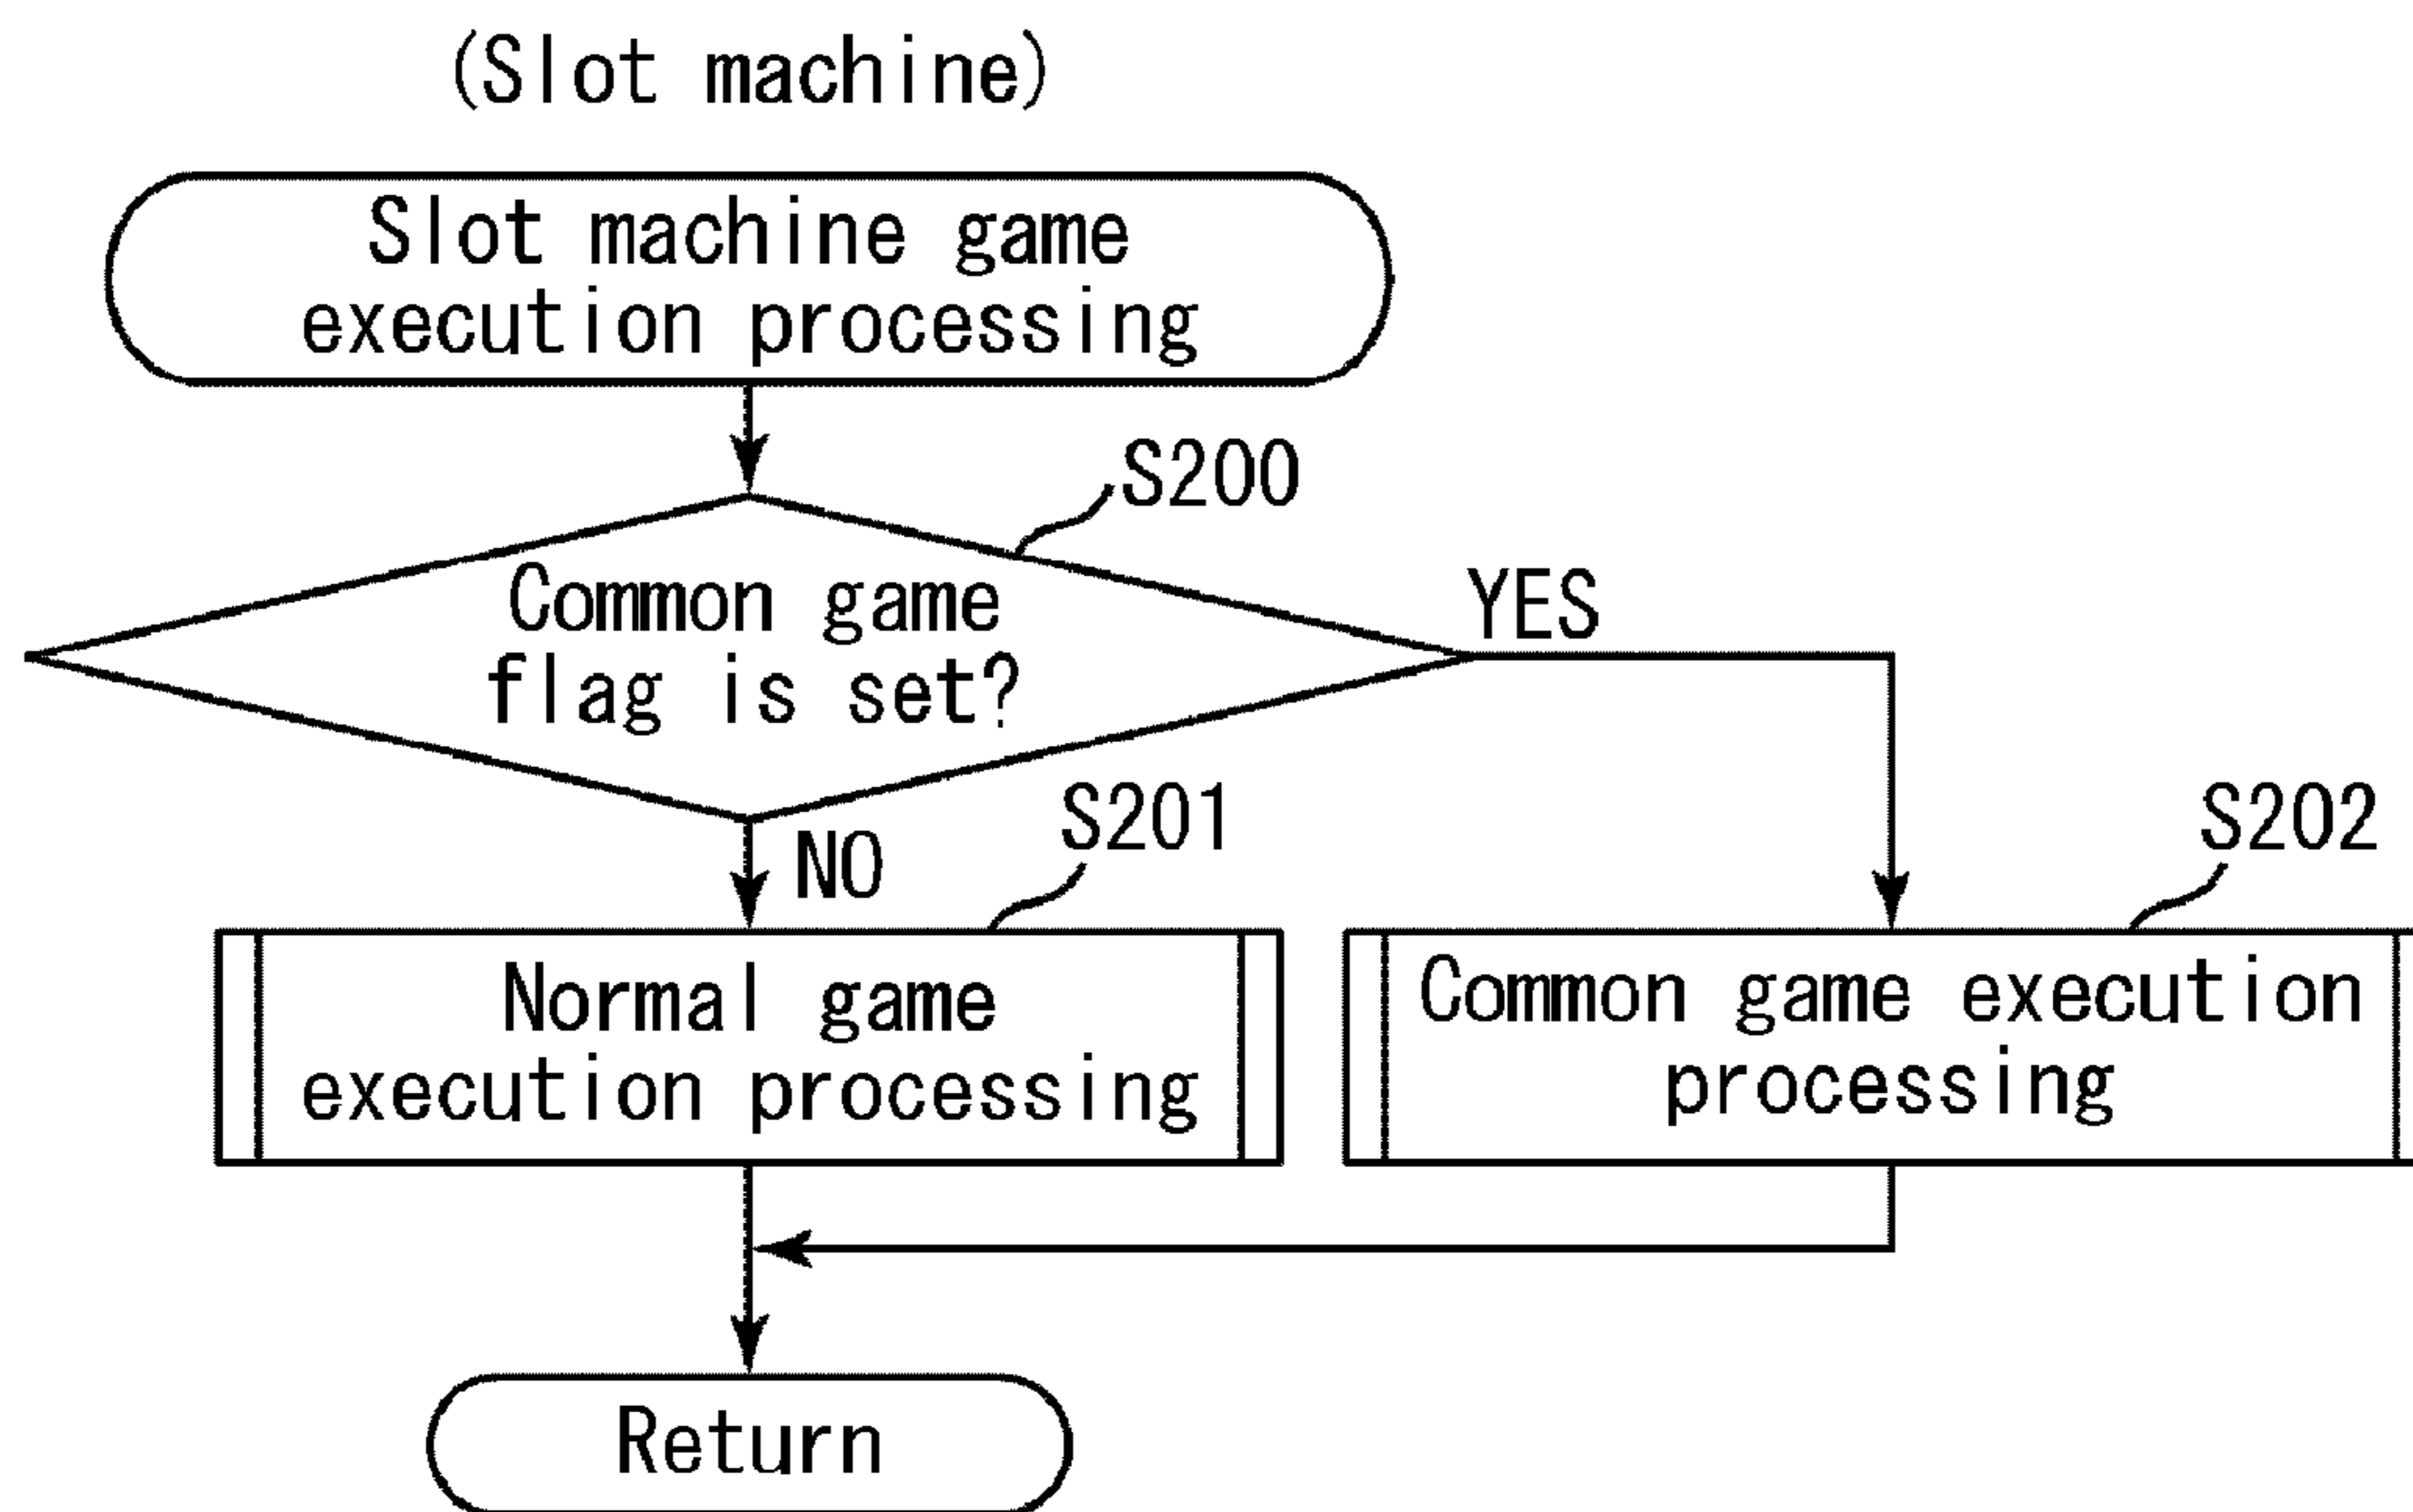 (Slot machine)
Slot machine game
execution processing
S200
Common game
flag is set?
YES
NO
S201
S202
Normal game
execution processing
Common game execution
processing
Return